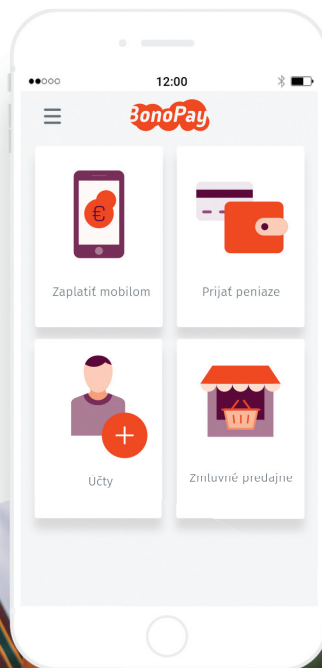 12:00
BonoPay
€
Zaplatiť mobilom
Prijať peniaze
Účty
Zmluvné predajne